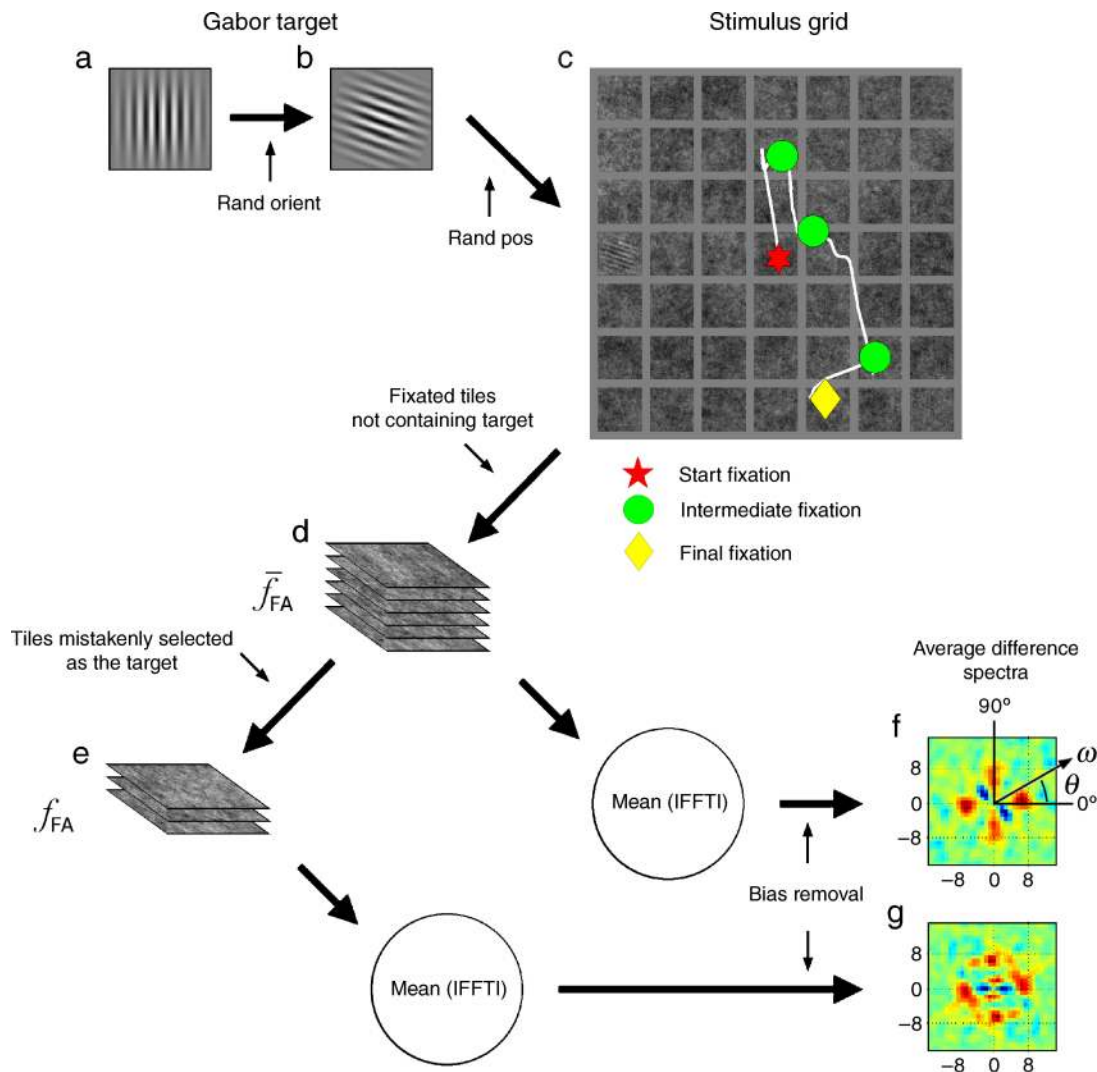 Gabor target
Stimulus grid
a
b
c
Rand orient
Rand pos
Fixated tiles
not containing target
Start fixation
Intermediate fixation
Final fixation
d
f̅FA
Tiles mistakenly selected
as the target
e
fFA
Mean (IFFTI)
Mean (IFFTI)
Bias removal
Average difference
spectra
90º
f
ω
θ
0º
8
0
−8
−8 0 8
g
8
0
−8
−8 0 8